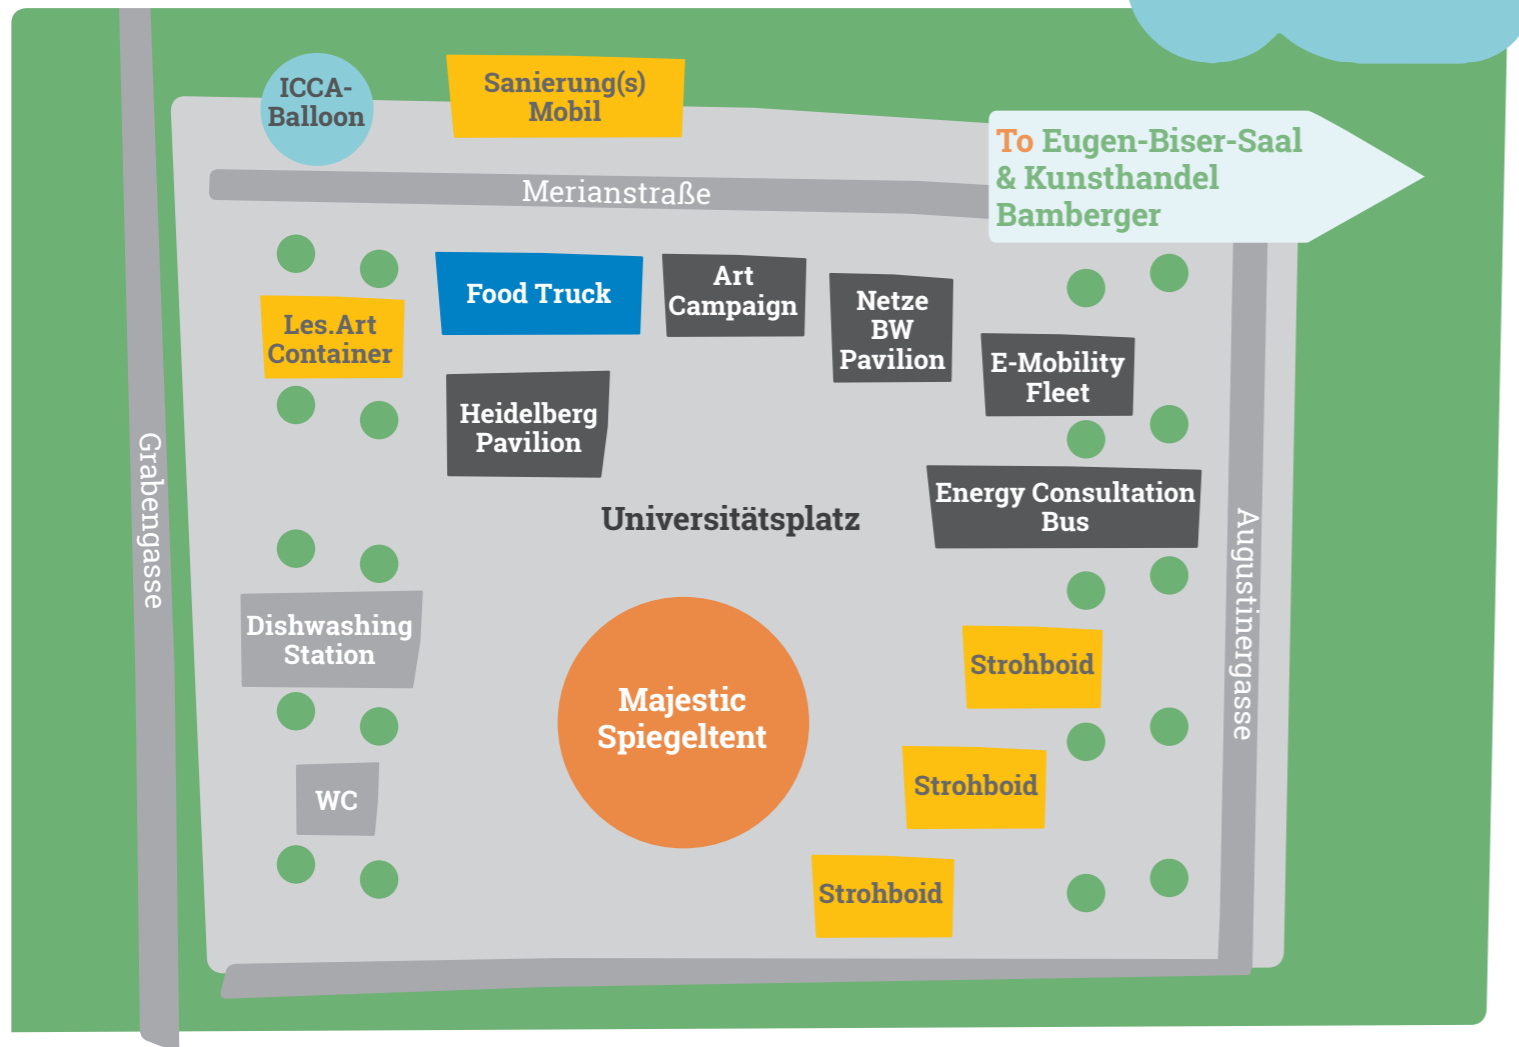 ICCA-
Balloon
Sanierung(s)
Mobil
To Eugen-Biser-Saal
& Kunsthandel
Bamberger
Merianstraße
Food Truck
Art
Campaign
Netze
BW
Pavilion
Les.Art
Container
E-Mobility
Fleet
Heidelberg
Pavilion
Grabengasse
Energy Consultation
Bus
Universitätsplatz
Augustinergasse
Dishwashing
Station
Majestic
Spiegeltent
Strohboid
WC
Strohboid
Strohboid